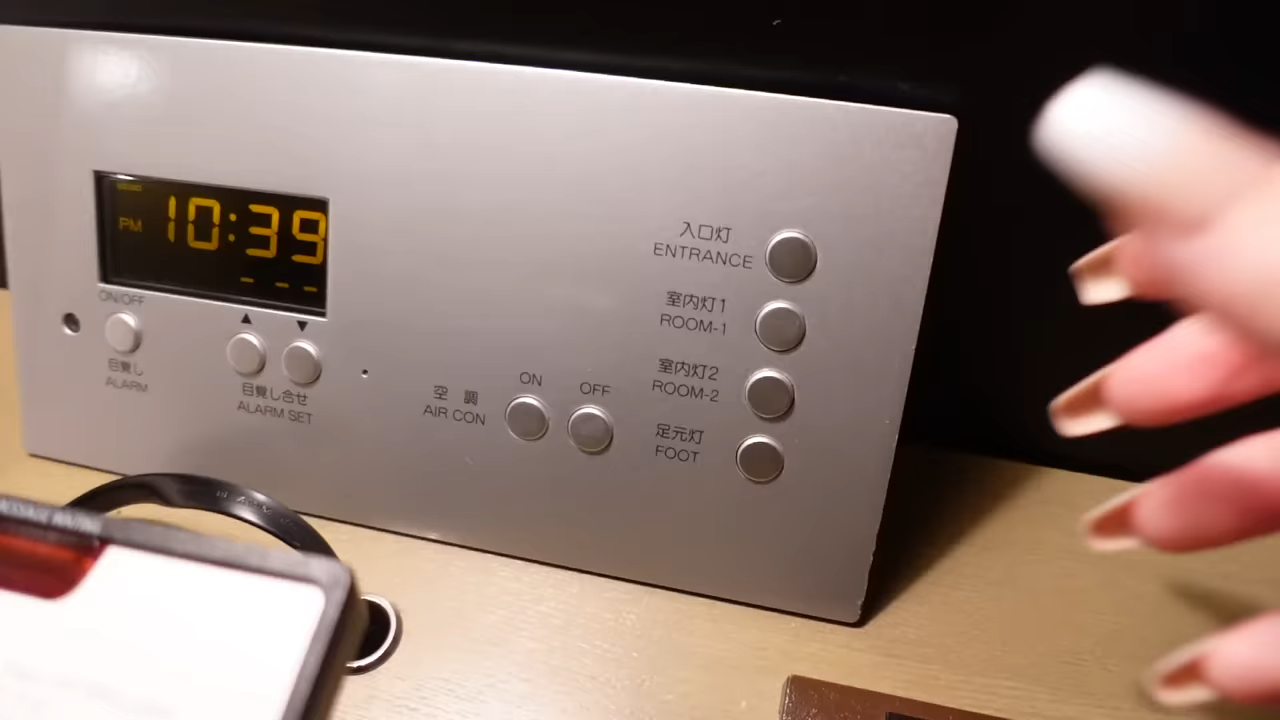 PM 10:39
- - -
ON/OFF
目覚し
ALARM
▲ ▼
目覚し合せ
ALARM SET
空 調
AIR CON
ON
OFF
入口灯
ENTRANCE
室内灯1
ROOM-1
室内灯2
ROOM-2
足元灯
FOOT